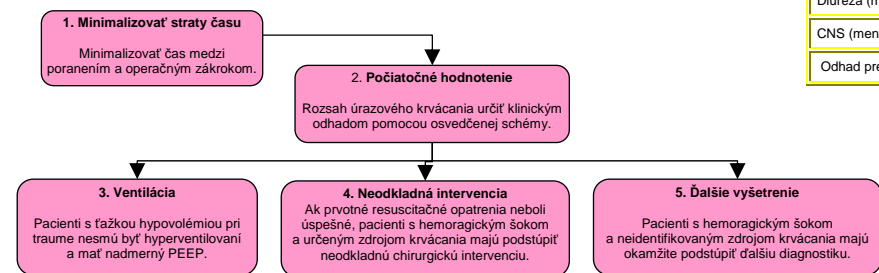 1. Minimalizovať straty času
Minimalizovať čas medzi
poranením a operačným zákrokom.
2. Počiatočné hodnotenie
Rozsah úrazového krvácania určiť klinickým
odhadom pomocou osvedčenej schémy.
3. Ventilácia
Pacienti s ťažkou hypovolémiou pri
traume nesmú byť hyperventilovaní
a mať nadmerný PEEP.
4. Neodkladná intervencia
Ak prvotné resuscitačné opatrenia neboli
úspešné, pacienti s hemoragickým šokom
a určeným zdrojom krvácania majú podstúpiť
neodkladnú chirurgickú intervenciu.
5. Ďalšie vyšetrenie
Pacienti s hemoragickým šokom
a neidentifikovaným zdrojom krvácania majú
okamžite podstúpiť ďalšiu diagnostiku.
Diuréza (m
CNS (men
Odhad pre